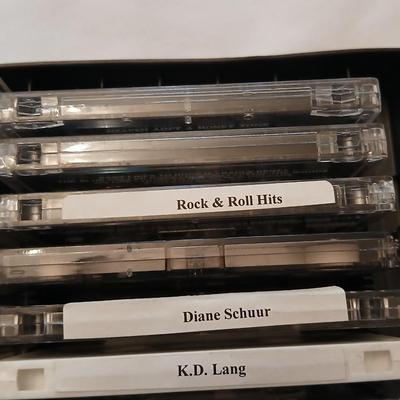 Rock & Roll Hits
Diane Schuur
K.D. Lang